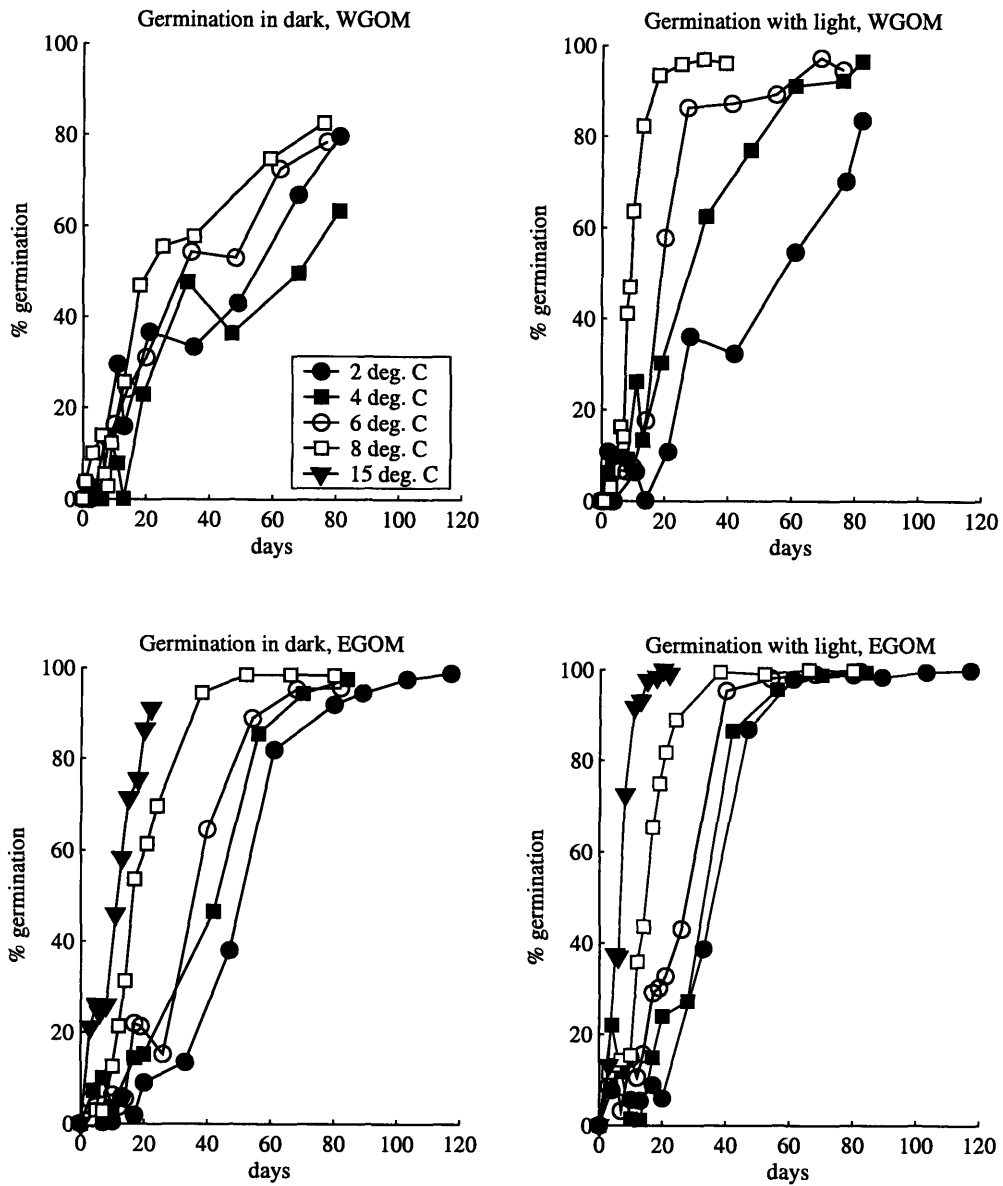 Germination in dark, WGOM
100
80
60
40
20
0
% germination
0 20 40 60 80 100 120
days
2 deg. C
4 deg. C
6 deg. C
8 deg. C
15 deg. C
Germination with light, WGOM
100
80
60
40
20
0
% germination
0 20 40 60 80 100 120
days
Germination in dark, EGOM
100
80
60
40
20
0
% germination
0 20 40 60 80 100 120
days
Germination with light, EGOM
100
80
60
40
20
0
% germination
0 20 40 60 80 100 120
days